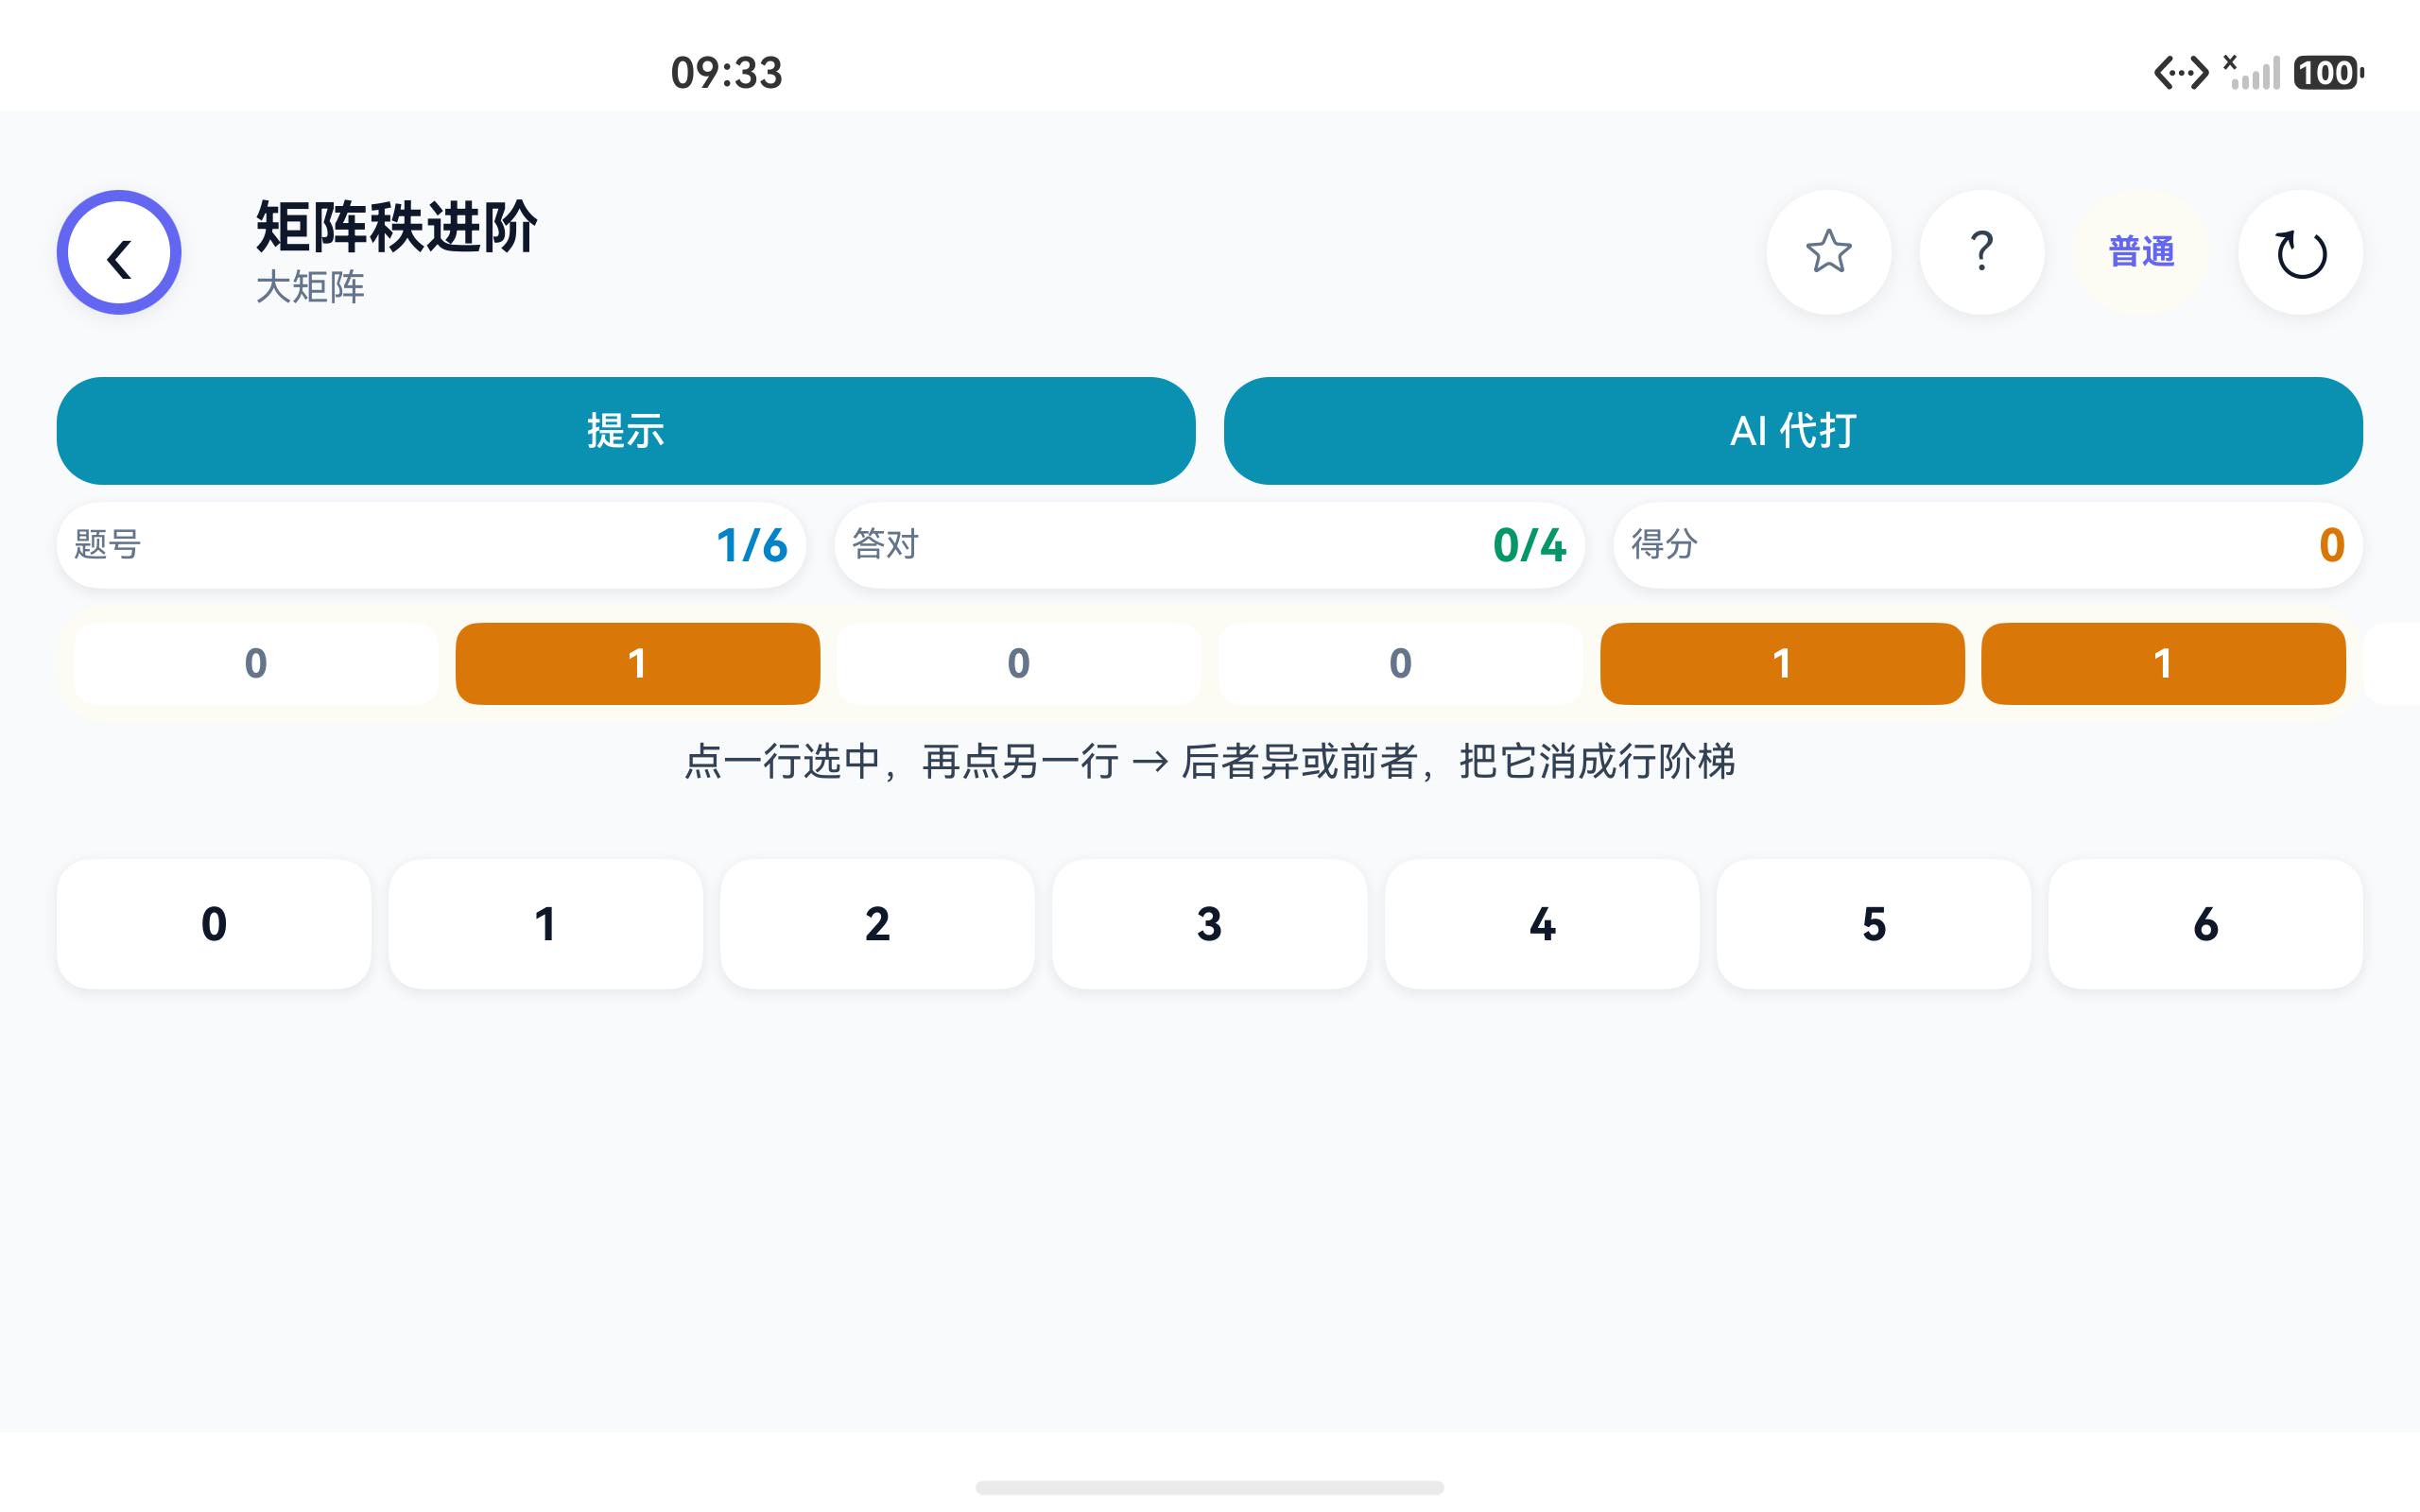 09:33
100
矩阵秩进阶
大矩阵
?
普通
提示
AI 代打
题号 1/6
答对 0/4
得分 0
0 1 0 0 1 1
点一行选中，再点另一行 → 后者异或前者，把它消成行阶梯
0 1 2 3 4 5 6